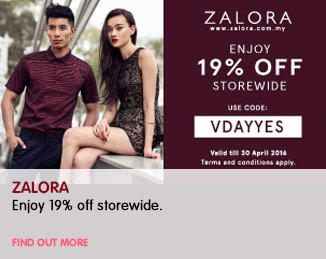 ZALORA
www.zalora.com.my
ENJOY
19% OFF
STOREWIDE
USE CODE:
VDAYYES
Valid till 30 April 2016
Terms and conditions apply.
ZALORA
Enjoy 19% off storewide.
FIND OUT MORE